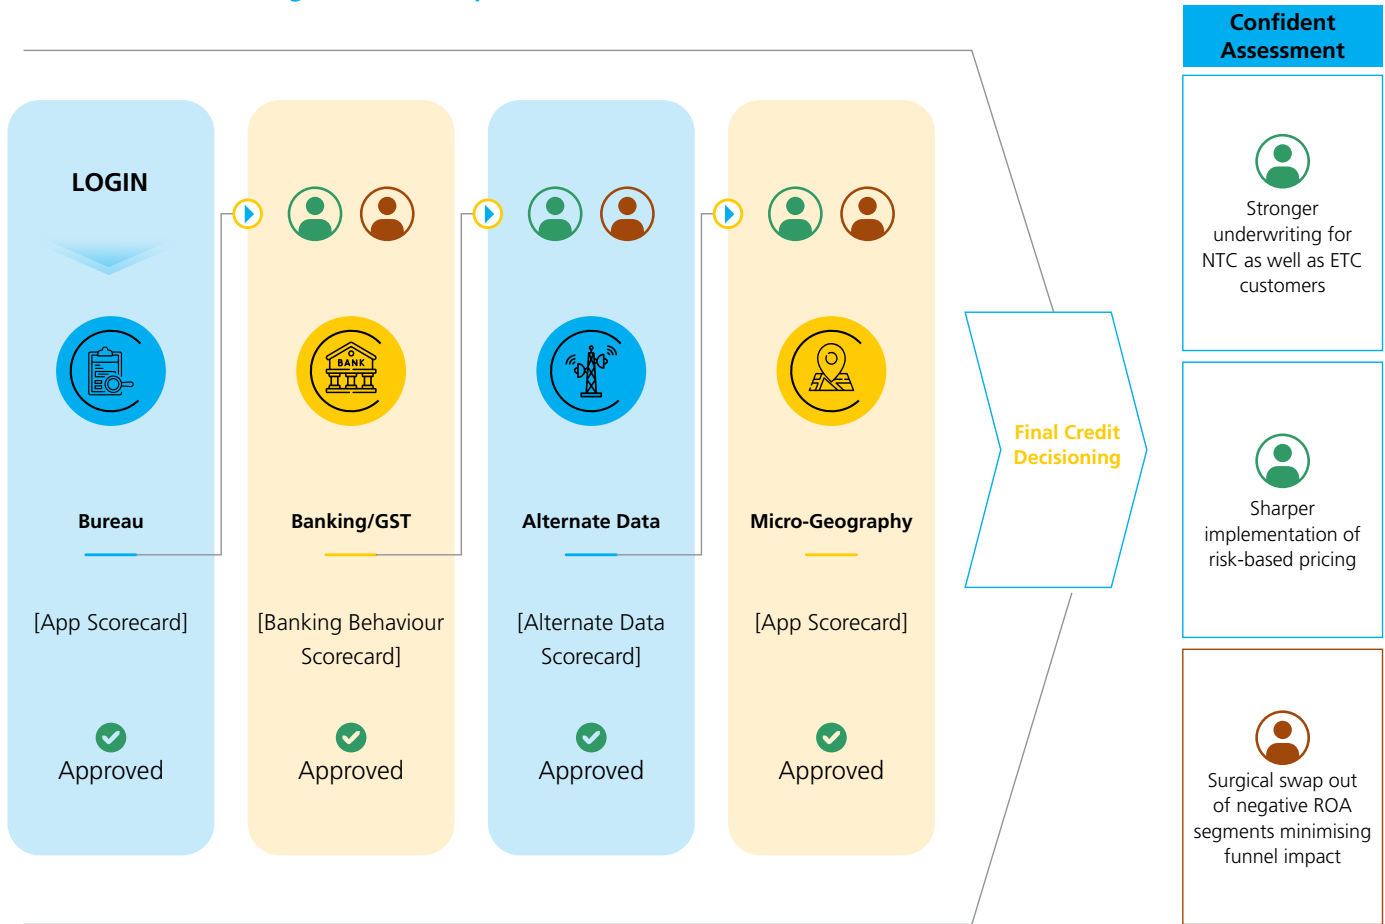 LOGIN
Bureau
[App Scorecard]
Approved
Banking/GST
[Banking Behaviour
Scorecard]
Approved
BANK
Alternate Data
[Alternate Data
Scorecard]
Approved
Micro-Geography
[App Scorecard]
Approved
Final Credit
Decisioning
Confident
Assessment
Stronger
underwriting for
NTC as well as ETC
customers
Sharper
implementation of
risk-based pricing
Surgical swap out
of negative ROA
segments minimising
funnel impact